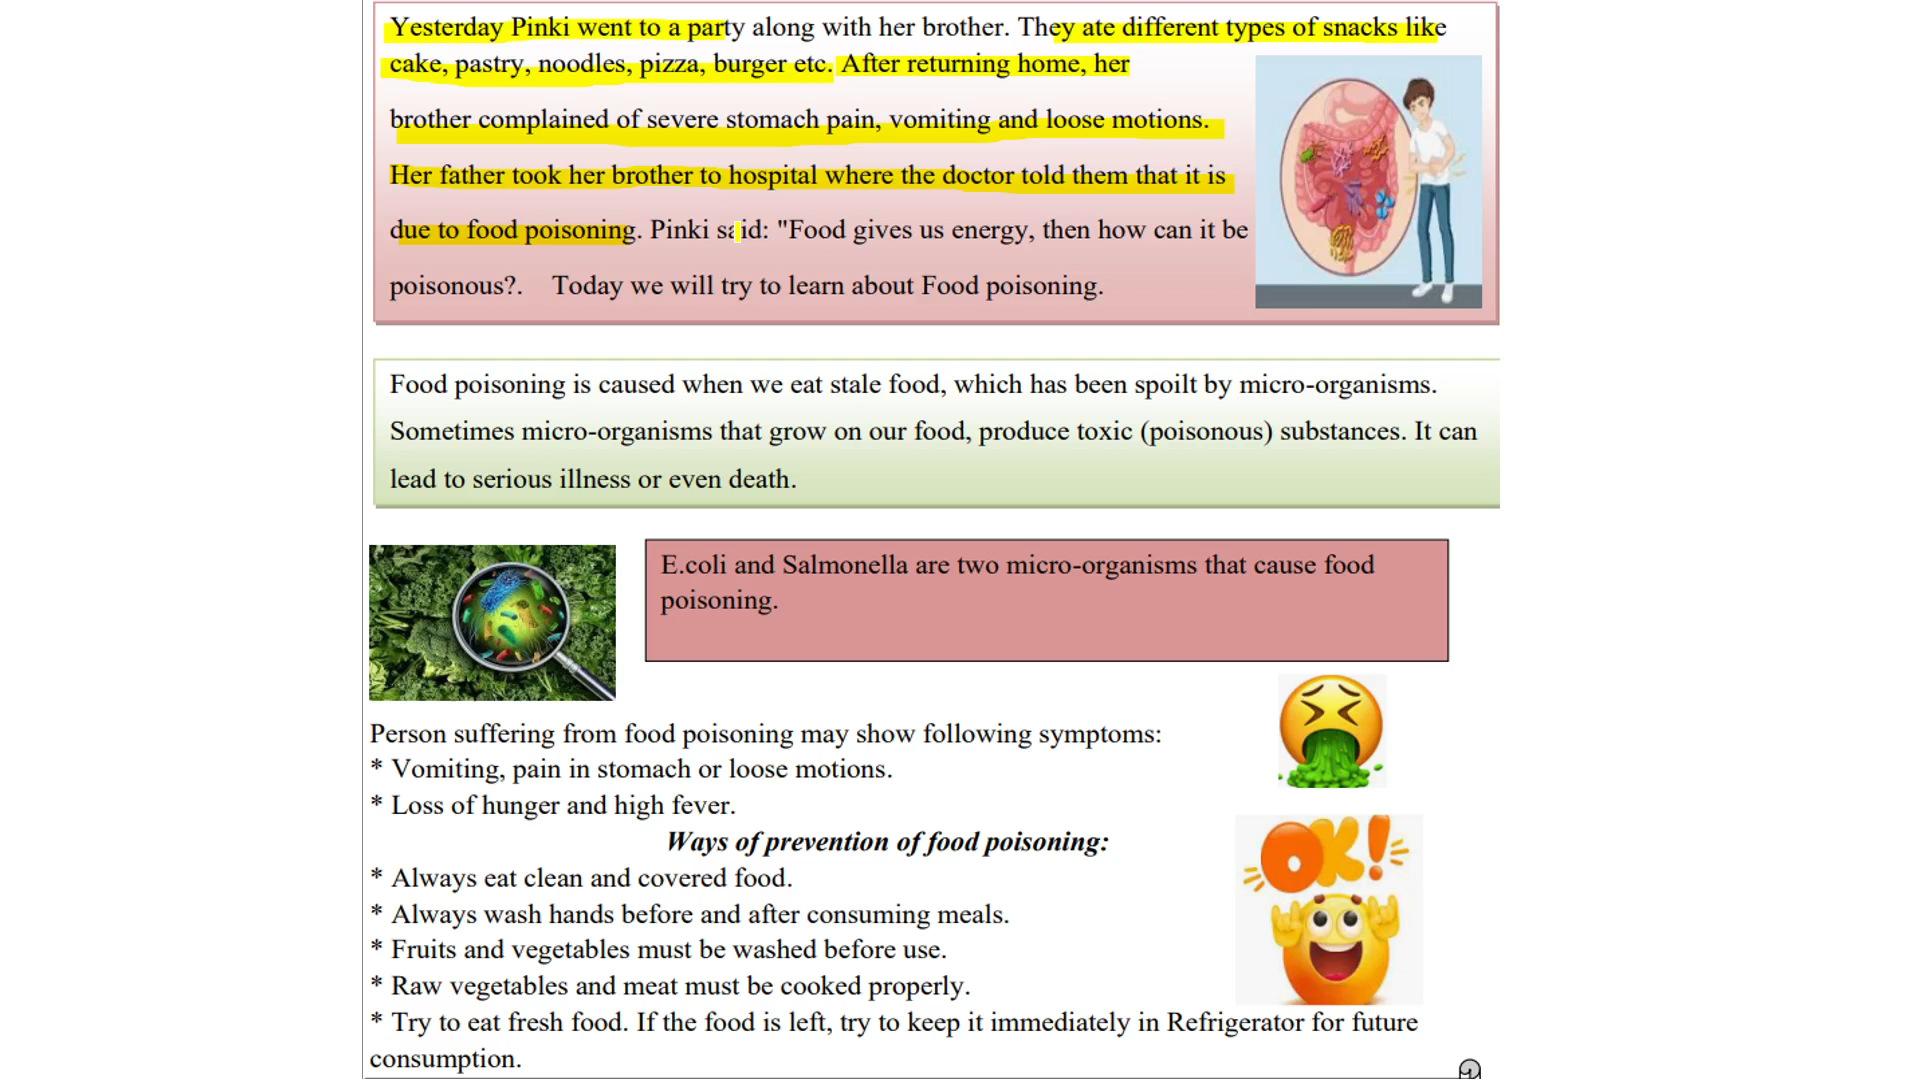 Yesterday Pinki went to a party along with her brother. They ate different types of snacks like
cake, pastry, noodles, pizza, burger etc. After returning home, her
brother complained of severe stomach pain, vomiting and loose motions.
Her father took her brother to hospital where the doctor told them that it is
due to food poisoning. Pinki said: "Food gives us energy, then how can it be
poisonous?. Today we will try to learn about Food poisoning.
Food poisoning is caused when we eat stale food, which has been spoilt by micro-organisms.
Sometimes micro-organisms that grow on our food, produce toxic (poisonous) substances. It can
lead to serious illness or even death.
E.coli and Salmonella are two micro-organisms that cause food
poisoning.
Person suffering from food poisoning may show following symptoms:
* Vomiting, pain in stomach or loose motions.
* Loss of hunger and high fever.
Ways of prevention of food poisoning:
OK!
* Always eat clean and covered food.
* Always wash hands before and after consuming meals.
* Fruits and vegetables must be washed before use.
* Raw vegetables and meat must be cooked properly.
* Try to eat fresh food. If the food is left, try to keep it immediately in Refrigerator for future
consumption.